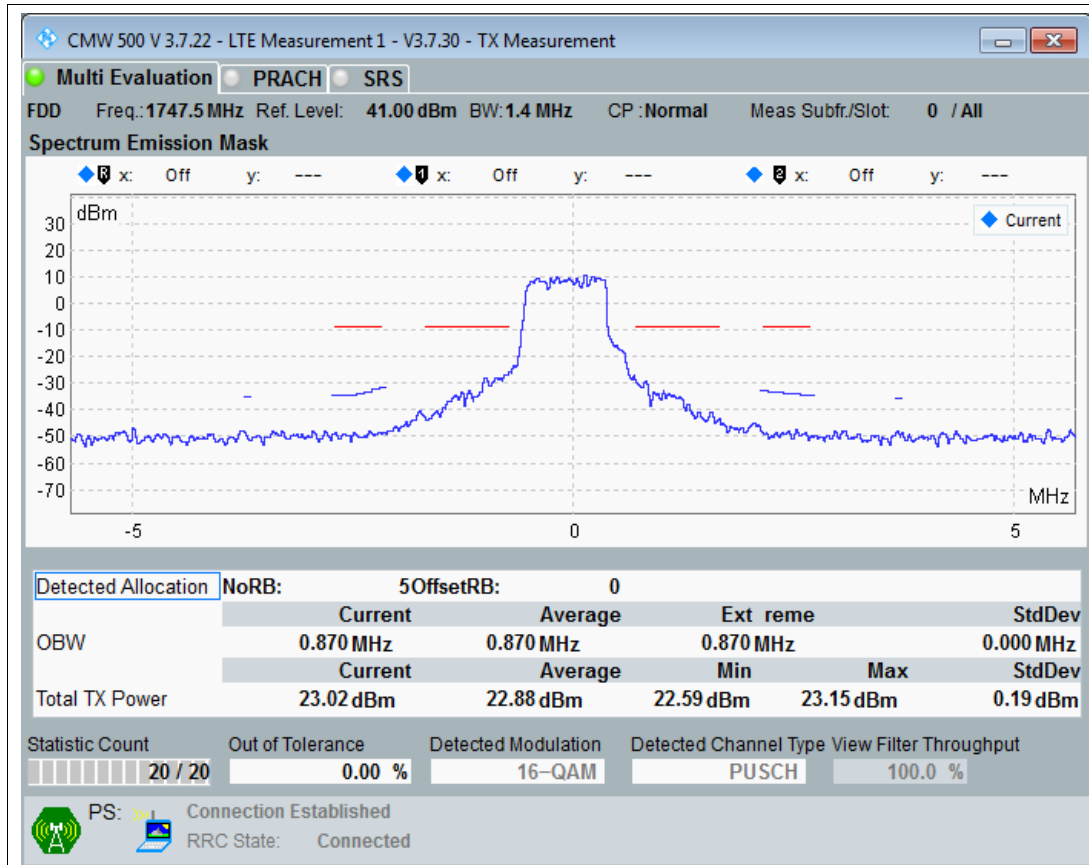 CMW 500 V 3.7.22 - LTE Measurement 1 - V3.7.30 - TX Measurement
Multi Evaluation PRACH SRS
FDD Freq.: 1747.5 MHz Ref. Level: 41.00 dBm BW: 1.4 MHz CP : Normal Meas Subfr./Slot: 0 / All
Spectrum Emission Mask
R x: Off y: --- 1 x: Off y: --- 2 x: Off y: ---
dBm
Current
30
20
10
0
-10
-20
-30
-40
-50
-60
-70
MHz
-5 0 5
Detected Allocation NoRB: 5 OffsetRB: 0
Current Average Ext reme StdDev
OBW 0.870 MHz 0.870 MHz 0.870 MHz 0.000 MHz
Current Average Min Max StdDev
Total TX Power 23.02 dBm 22.88 dBm 22.59 dBm 23.15 dBm 0.19 dBm
Statistic Count Out of Tolerance Detected Modulation Detected Channel Type View Filter Throughput
20 / 20 0.00 % 16-QAM PUSCH 100.0 %
PS: Connection Established
RRC State: Connected